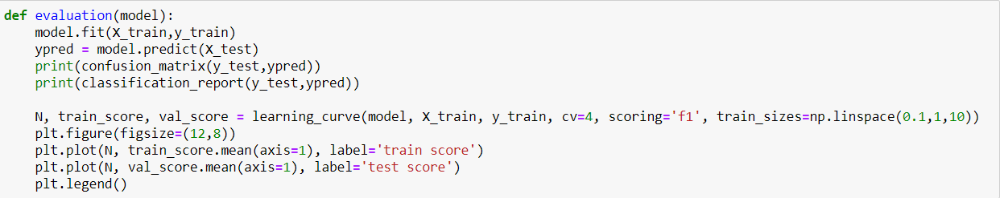 def evaluation(model):
    model.fit(X_train,y_train)
    ypred = model.predict(X_test)
    print(confusion_matrix(y_test,ypred))
    print(classification_report(y_test,ypred))

    N, train_score, val_score = learning_curve(model, X_train, y_train, cv=4, scoring='f1', train_sizes=np.linspace(0.1,1,10))
    plt.figure(figsize=(12,8))
    plt.plot(N, train_score.mean(axis=1), label='train score')
    plt.plot(N, val_score.mean(axis=1), label='test score')
    plt.legend()